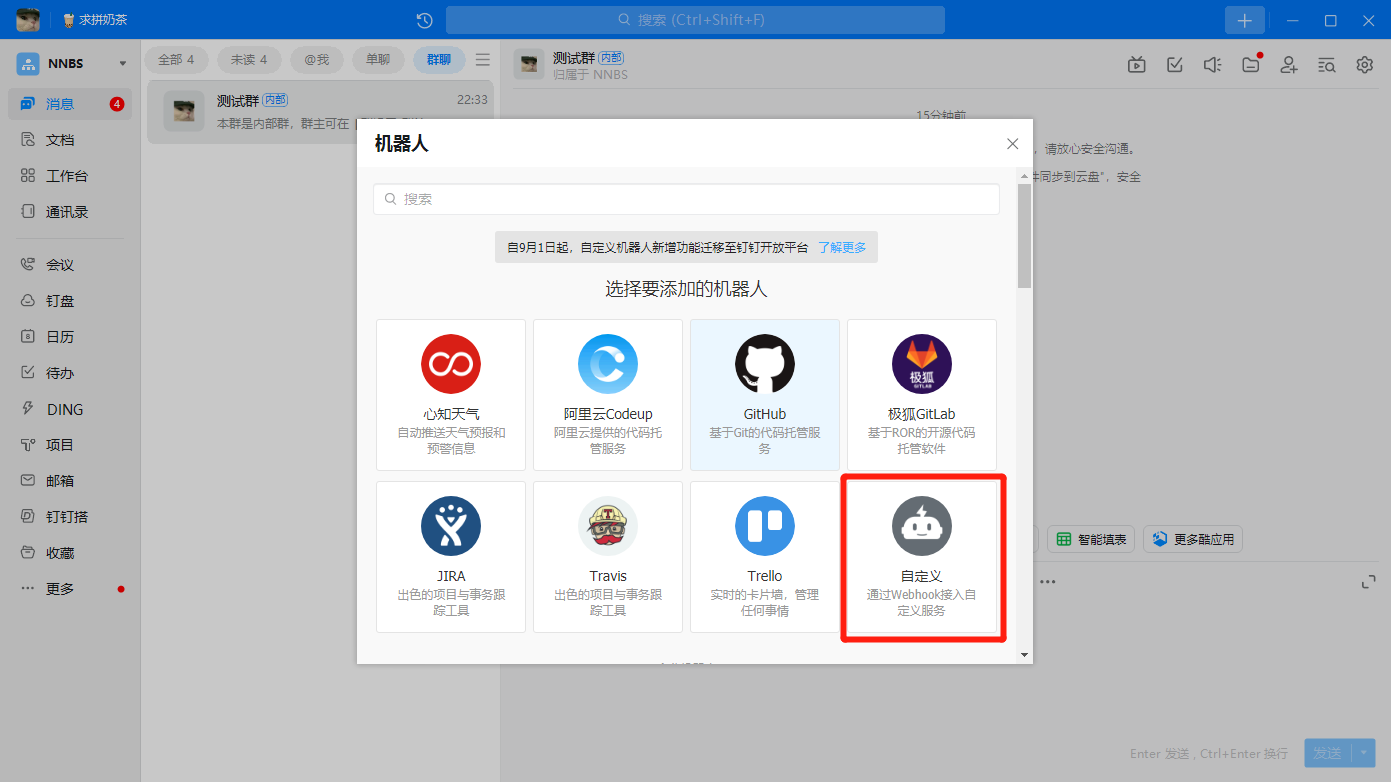 求拼奶茶
搜索 (Ctrl+Shift+F)
NNBS
消息
4
文档
工作台
通讯录
会议
钉盘
8
日历
待办
DING
项目
邮箱
钉钉搭
收藏
更多
全部 4
未读 4
@我
单聊
群聊
测试群 内部
22:33
本群是内部群，群主可在
测试群 内部
归属于 NNBS
15分钟前
，请放心安全沟通。
件同步到云盘"，安全
机器人
搜索
自9月1日起，自定义机器人新增功能迁移至钉钉开放平台 了解更多
选择要添加的机器人
心知天气
自动推送天气预报和
预警信息
阿里云Codeup
阿里云提供的代码托
管服务
GitHub
基于Git的代码托管服
务
极狐
GITLAB
极狐GitLab
基于ROR的开源代码
托管软件
JIRA
出色的项目与事务跟
踪工具
T
Travis
出色的项目与事务跟
踪工具
Trello
实时的卡片墙，管理
任何事情
自定义
通过Webhook接入自
定义服务
智能填表
更多酷应用
Enter 发送 , Ctrl+Enter 换行
发送